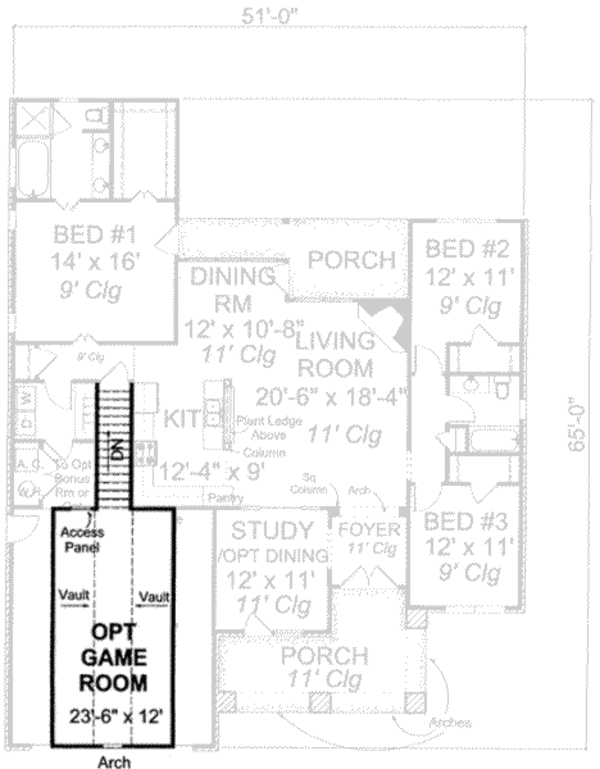 51'-0"
BED #1
14' x 16'
9' Clg
PORCH
BED #2
12' x 11'
9' Clg
DINING
RM
12' x 10'-8"
11' Clg
LIVING
ROOM
20'-6" x 18'-4"
11' Clg
9' Clg
65'-0"
W
D
DN
KIT
12'-4" x 9'
Plant Ledge
Above
Column
A.C.
W.H.
To Opt
Bonus
Rm or
Pantry
Sq
Column
Arch
Access
Panel
STUDY
/OPT DINING
12' x 11'
11' Clg
FOYER
11' Clg
BED #3
12' x 11'
9' Clg
Vault
Vault
OPT
GAME
ROOM
23'-6" x 12'
PORCH
11' Clg
Arches
Arch